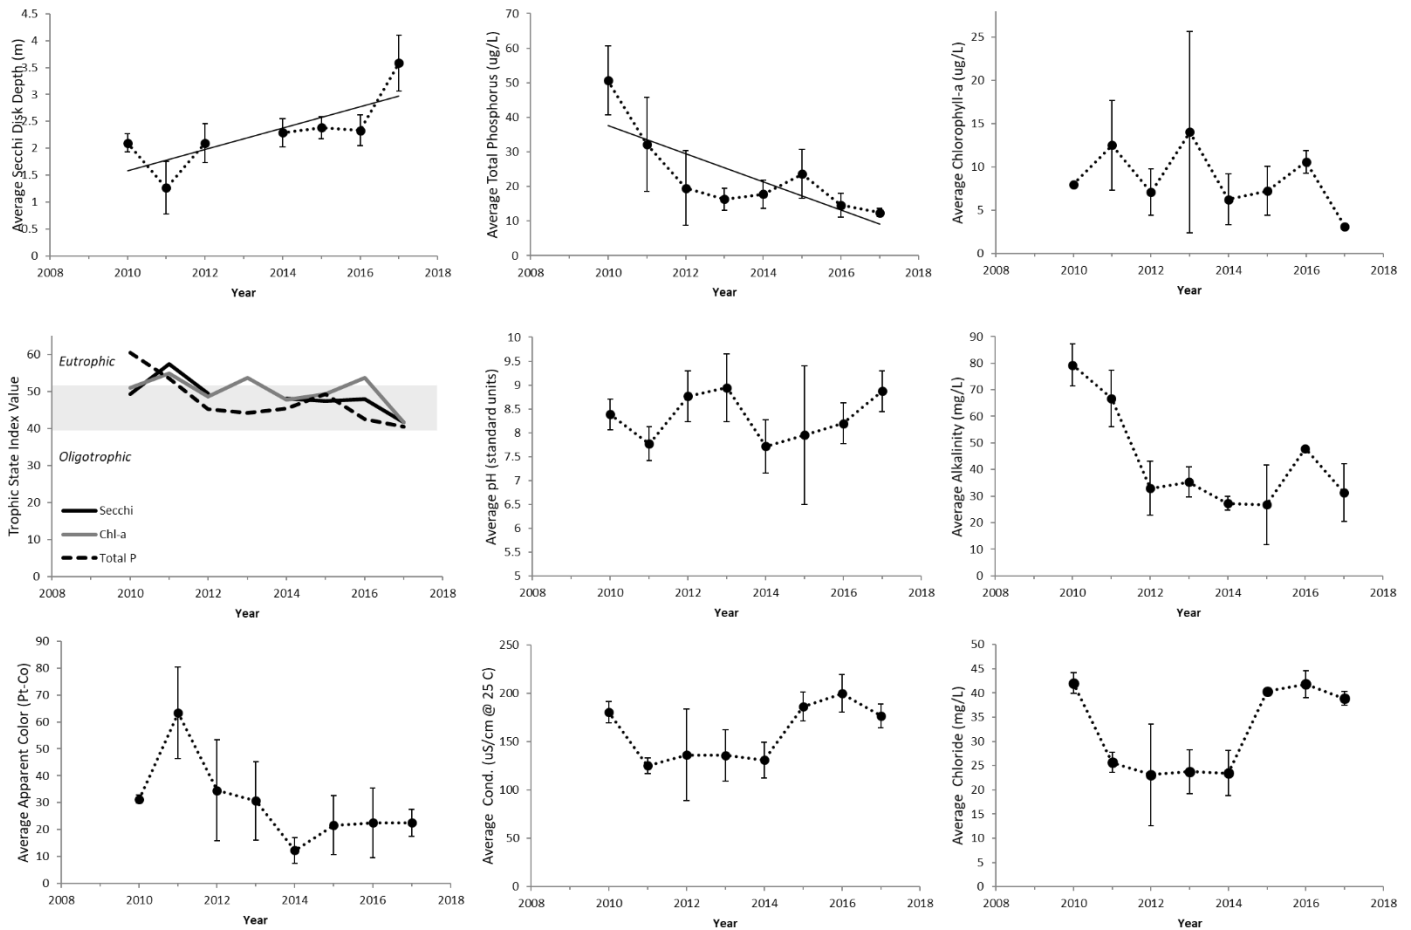 Average Secchi Disk Depth (m)
4.5
4
3.5
3
2.5
2
1.5
1
0.5
0
2008 2010 2012 2014 2016 2018
Year
Average Total Phosphorus (ug/L)
70
60
50
40
30
20
10
0
2008 2010 2012 2014 2016 2018
Year
Average Chlorophyll-a (ug/L)
25
20
15
10
5
0
2008 2010 2012 2014 2016 2018
Year
Trophic State Index Value
60
50
40
30
20
10
0
Eutrophic
Oligotrophic
Secchi
Chl-a
Total P
2008 2010 2012 2014 2016 2018
Year
Average pH (standard units)
10
9.5
9
8.5
8
7.5
7
6.5
6
5.5
5
2008 2010 2012 2014 2016 2018
Year
Average Alkalinity (mg/L)
90
80
70
60
50
40
30
20
10
0
2008 2010 2012 2014 2016 2018
Year
Average Apparent Color (Pt-Co)
90
80
70
60
50
40
30
20
10
0
2008 2010 2012 2014 2016 2018
Year
Average Cond. (uS/cm @ 25 C)
250
200
150
100
50
0
2008 2010 2012 2014 2016 2018
Year
Average Chloride (mg/L)
50
45
40
35
30
25
20
15
10
5
0
2008 2010 2012 2014 2016 2018
Year